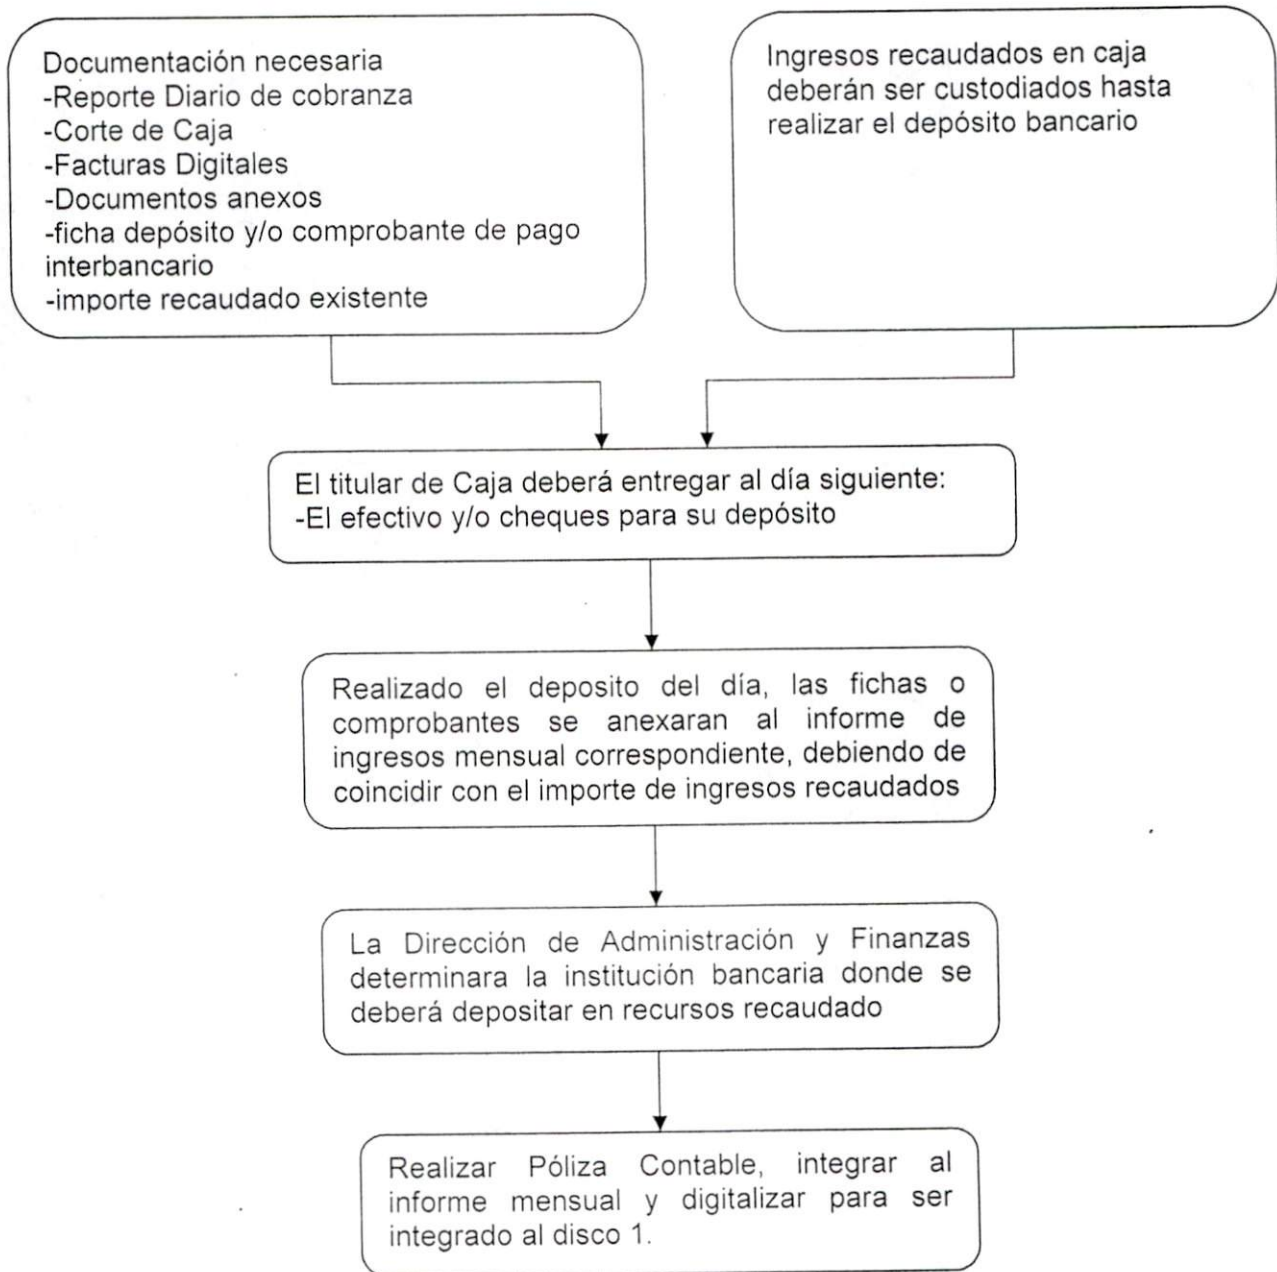 Documentación necesaria
-Reporte Diario de cobranza
-Corte de Caja
-Facturas Digitales
-Documentos anexos
-ficha depósito y/o comprobante de pago
interbancario
-importe recaudado existente
Ingresos recaudados en caja
deberán ser custodiados hasta
realizar el depósito bancario
El titular de Caja deberá entregar al día siguiente:
-El efectivo y/o cheques para su depósito
Realizado el deposito del día, las fichas o
comprobantes se anexaran al informe de
ingresos mensual correspondiente, debiendo de
coincidir con el importe de ingresos recaudados
La Dirección de Administración y Finanzas
determinara la institución bancaria donde se
deberá depositar en recursos recaudado
Realizar Póliza Contable, integrar al
informe mensual y digitalizar para ser
integrado al disco 1.